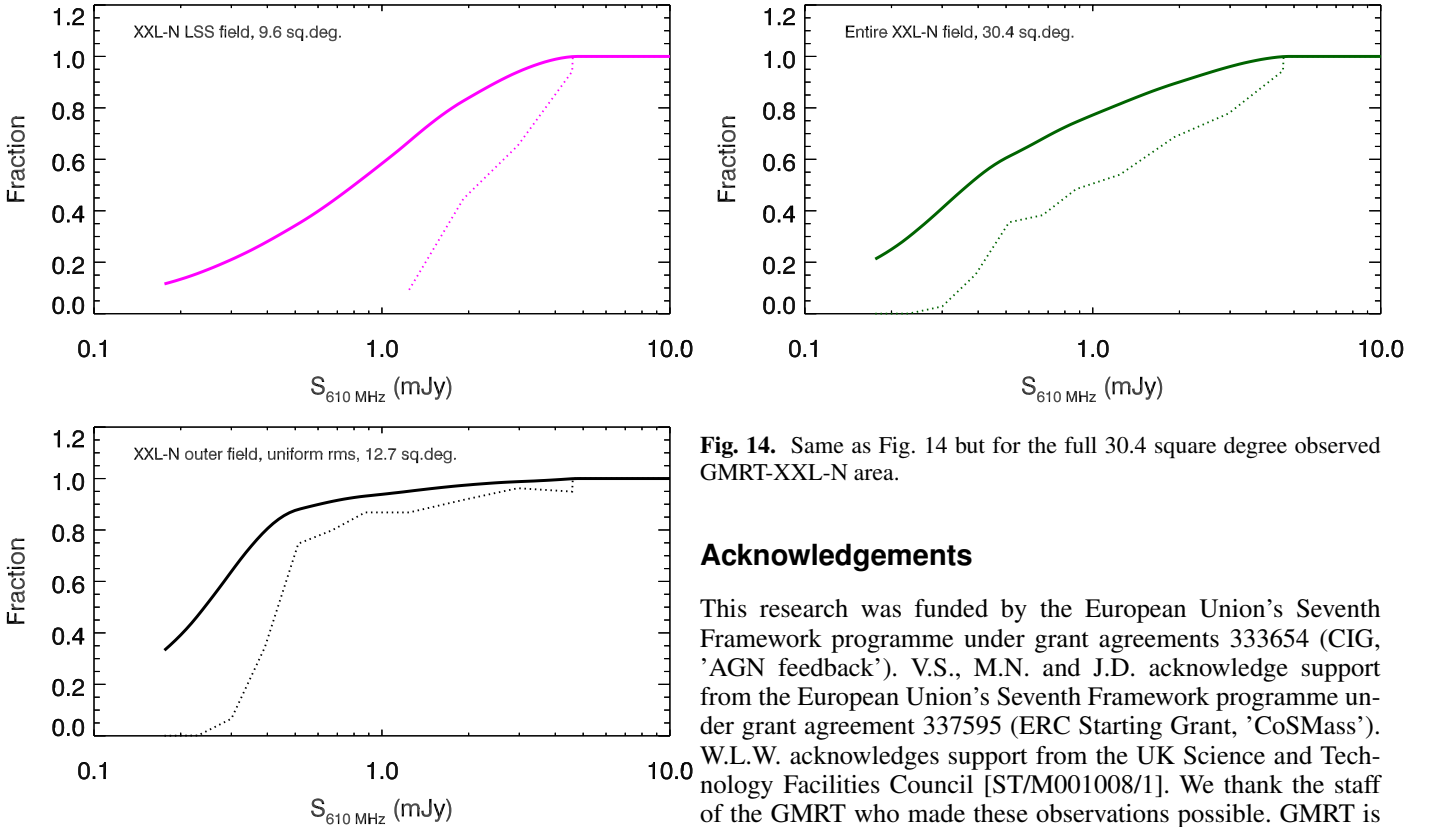 XXL-N LSS field, 9.6 sq.deg.
1.2
1.0
0.8
0.6
0.4
0.2
0.0
Fraction
0.1 1.0 10.0
S610 MHz (mJy)
XXL-N outer field, uniform rms, 12.7 sq.deg.
1.2
1.0
0.8
0.6
0.4
0.2
0.0
Fraction
0.1 1.0 10.0
S610 MHz (mJy)
Entire XXL-N field, 30.4 sq.deg.
1.2
1.0
0.8
0.6
0.4
0.2
0.0
Fraction
0.1 1.0 10.0
S610 MHz (mJy)
Fig. 14. Same as Fig. 14 but for the full 30.4 square degree observed
GMRT-XXL-N area.
Acknowledgements
This research was funded by the European Union's Seventh
Framework programme under grant agreements 333654 (CIG,
'AGN feedback'). V.S., M.N. and J.D. acknowledge support
from the European Union's Seventh Framework programme un-
der grant agreement 337595 (ERC Starting Grant, 'CoSMass').
W.L.W. acknowledges support from the UK Science and Tech-
nology Facilities Council [ST/M001008/1]. We thank the staff
of the GMRT who made these observations possible. GMRT is